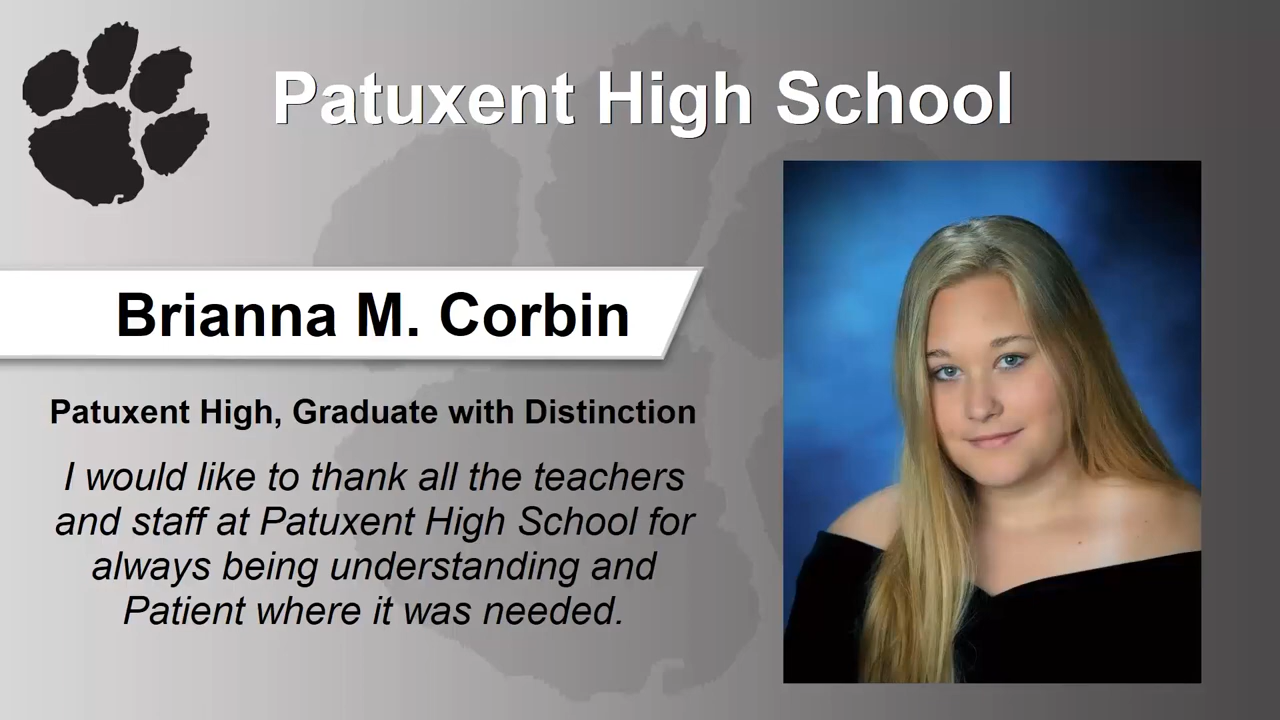 Patuxent High School
Brianna M. Corbin
Patuxent High, Graduate with Distinction
I would like to thank all the teachers
and staff at Patuxent High School for
always being understanding and
Patient where it was needed.